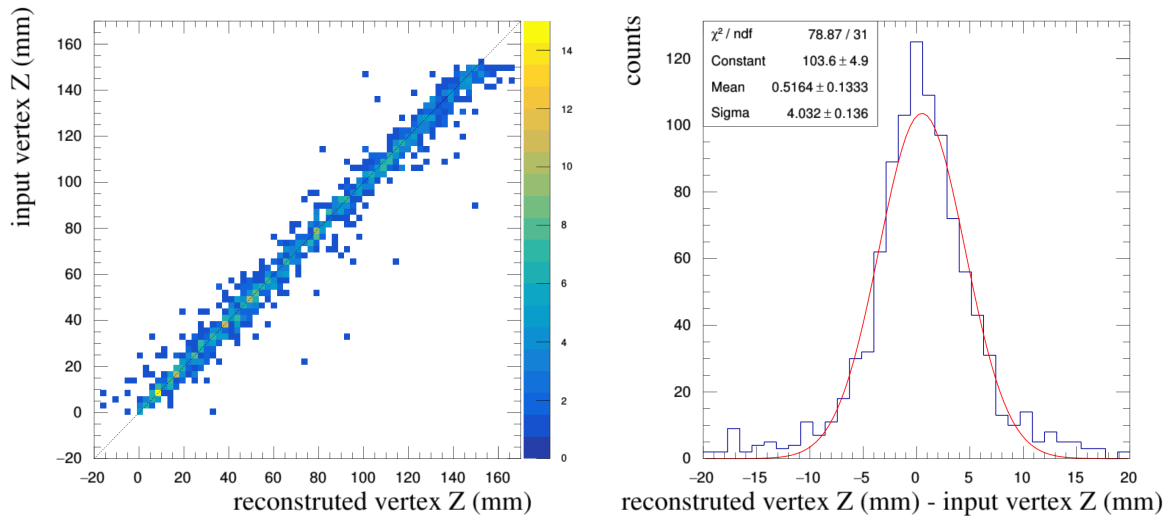 input vertex Z (mm)
160
140
120
100
80
60
40
20
0
−20
−20 0 20 40 60 80 100 120 140 160
reconstruted vertex Z (mm)
14
12
10
8
6
4
2
0
counts
120
100
80
60
40
20
0
χ² / ndf 78.87 / 31
Constant 103.6 ± 4.9
Mean 0.5164 ± 0.1333
Sigma 4.032 ± 0.136
−20 −15 −10 −5 0 5 10 15 20
reconstruted vertex Z (mm) - input vertex Z (mm)